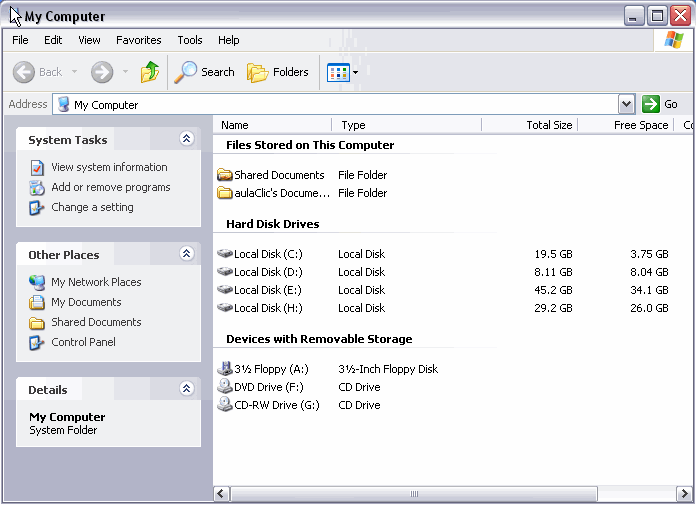 My Computer
File Edit View Favorites Tools Help
Back Search Folders
Address My Computer Go
System Tasks
View system information
Add or remove programs
Change a setting
Other Places
My Network Places
My Documents
Shared Documents
Control Panel
Details
My Computer
System Folder
Name Type Total Size Free Space Co
Files Stored on This Computer
Shared Documents File Folder
aulaClic's Docume... File Folder
Hard Disk Drives
Local Disk (C:) Local Disk 19.5 GB 3.75 GB
Local Disk (D:) Local Disk 8.11 GB 8.04 GB
Local Disk (E:) Local Disk 45.2 GB 34.1 GB
Local Disk (H:) Local Disk 29.2 GB 26.0 GB
Devices with Removable Storage
3½ Floppy (A:) 3½-Inch Floppy Disk
DVD Drive (F:) CD Drive
CD-RW Drive (G:) CD Drive